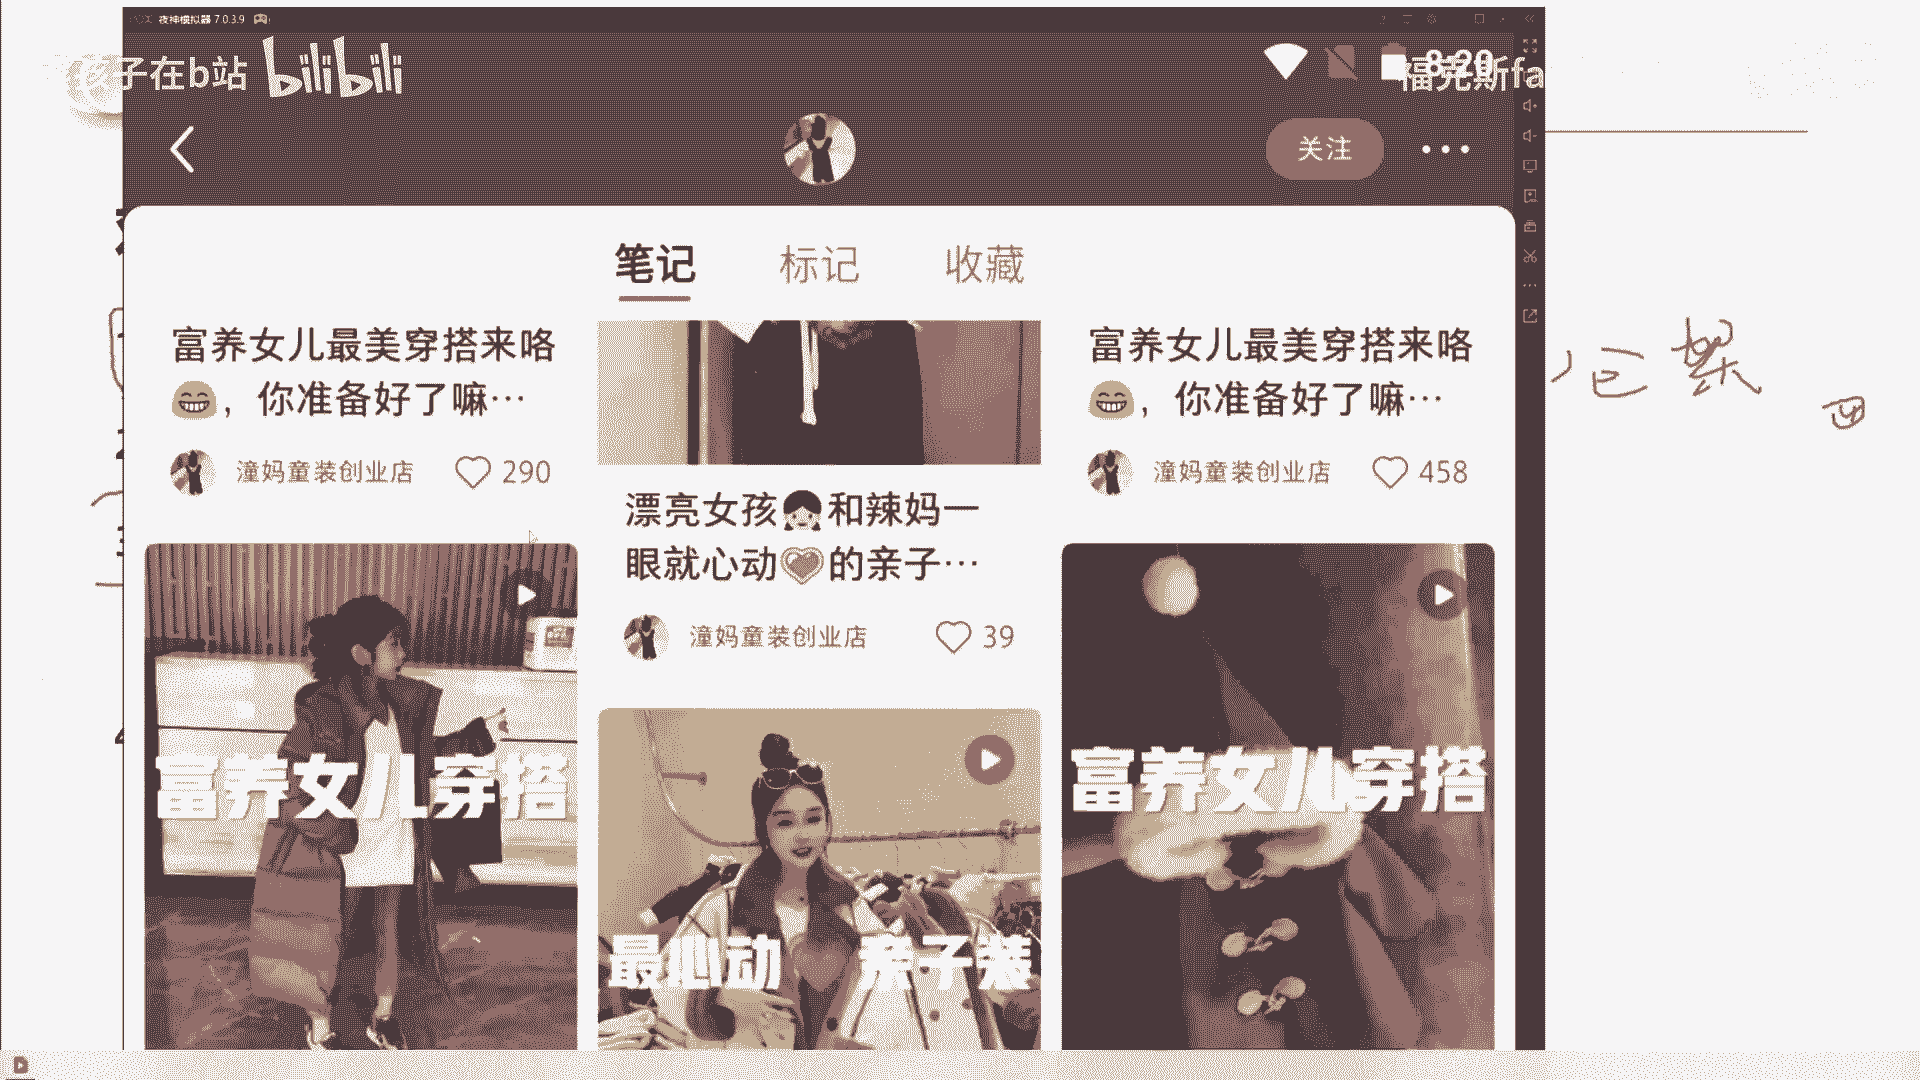 夜神模拟器 7.0.3.9
子在b站 bilibili
8:20
福克斯fa
关注
笔记 标记 收藏
富养女儿最美穿搭来咯
😁，你准备好了嘛…
潼妈童装创业店 290
富养女儿穿搭
漂亮女孩👧和辣妈一
眼就心动💓的亲子…
潼妈童装创业店 39
最心动 亲子装
富养女儿最美穿搭来咯
😁，你准备好了嘛…
潼妈童装创业店 458
富养女儿穿搭